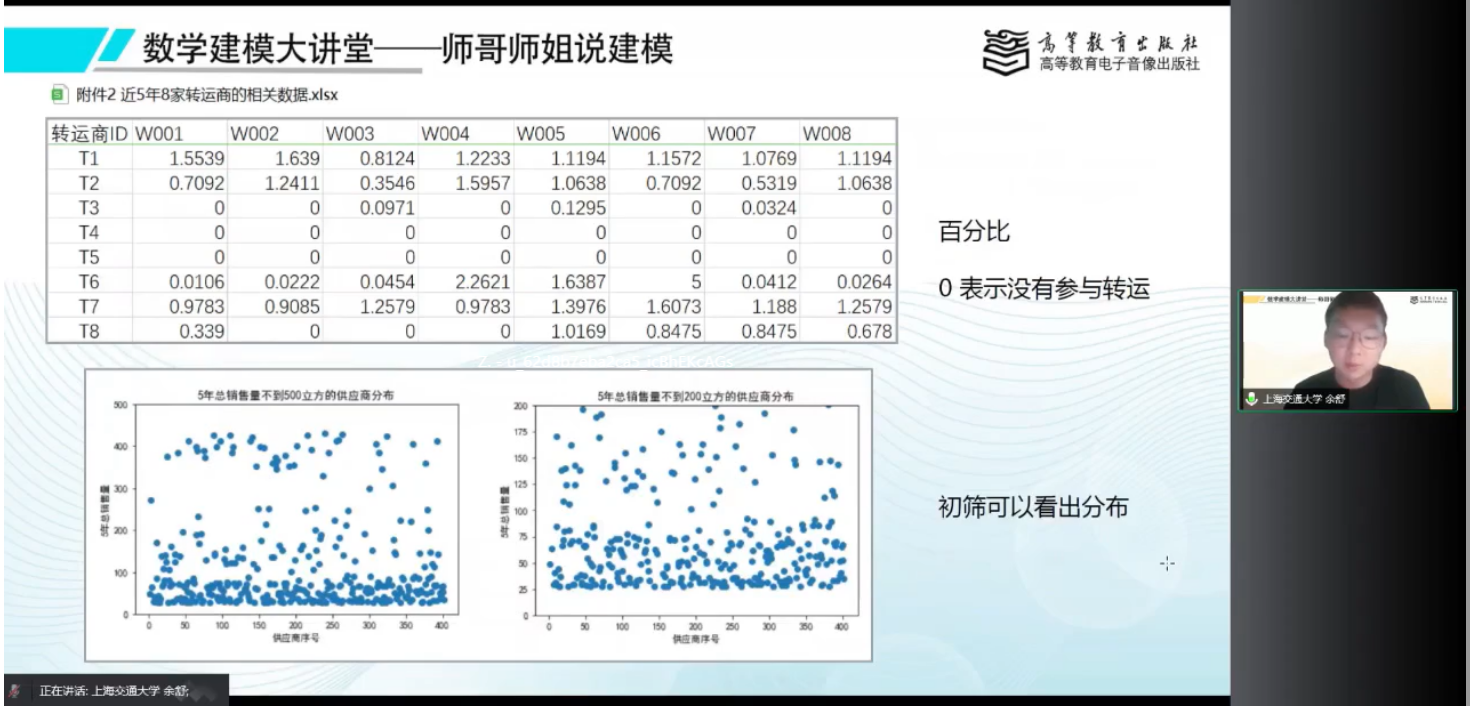 数学建模大讲堂——师哥师姐说建模
高等教育出版社
高等教育电子音像出版社
附件2 近5年8家转运商的相关数据.xlsx
转运商ID W001 W002 W003 W004 W005 W006 W007 W008
T1 1.5539 1.639 0.8124 1.2233 1.1194 1.1572 1.0769 1.1194
T2 0.7092 1.2411 0.3546 1.5957 1.0638 0.7092 0.5319 1.0638
T3 0 0 0.0971 0 0.1295 0 0.0324 0
T4 0 0 0 0 0 0 0 0
T5 0 0 0 0 0 0 0 0
T6 0.0106 0.0222 0.0454 2.2621 1.6387 5 0.0412 0.0264
T7 0.9783 0.9085 1.2579 0.9783 1.3976 1.6073 1.188 1.2579
T8 0.339 0 0 0 1.0169 0.8475 0.8475 0.678
百分比
0 表示没有参与转运
上海交通大学 余舒
5年总销售量不到500立方的供应商分布
500
400
300
200
100
0
5年总销售量
0 50 100 150 200 250 300 350 400
供应商序号
5年总销售量不到200立方的供应商分布
200
175
150
125
100
75
50
25
0
5年总销售量
0 50 100 150 200 250 300 350 400
供应商序号
初筛可以看出分布
正在讲话: 上海交通大学 余舒;